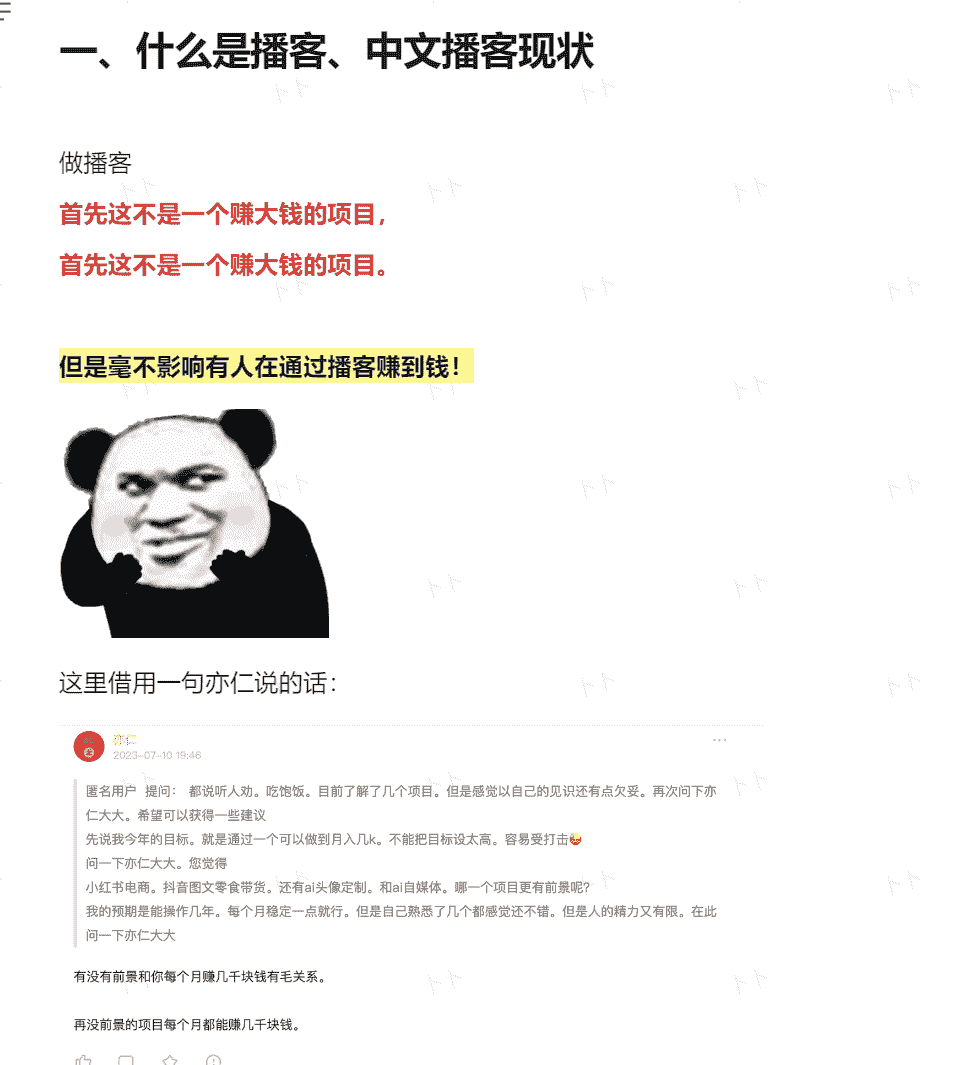 一、什么是播客、中文播客现状
做播客
首先这不是一个赚大钱的项目，
首先这不是一个赚大钱的项目。
但是毫不影响有人在通过播客赚到钱！
这里借用一句亦仁说的话：
亦仁
2023-07-10 19:46
匿名用户 提问： 都说听人劝。吃饱饭。目前了解了几个项目。但是感觉以自己的见识还有点欠妥。再次问下亦
仁大大。希望可以获得一些建议
先说我今年的目标。就是通过一个可以做到月入几k。不能把目标设太高。容易受打击
问一下亦仁大大。您觉得
小红书电商。抖音图文零食带货。还有ai头像定制。和ai自媒体。哪一个项目更有前景呢?
我的预期是能操作几年。每个月稳定一点就行。但是自己熟悉了几个都感觉还不错。但是人的精力又有限。在此
问一下亦仁大大
有没有前景和你每个月赚几千块钱有毛关系。
再没前景的项目每个月都能赚几千块钱。